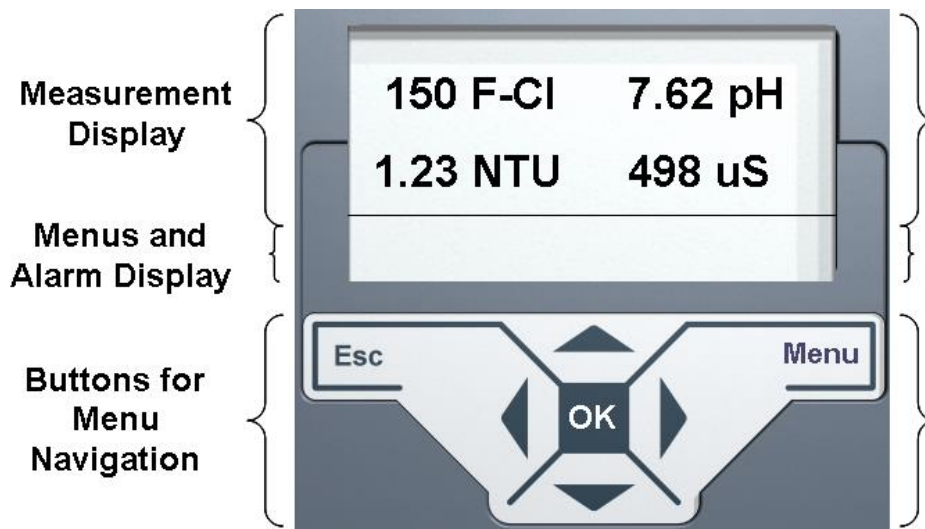 Measurement
Display
150 F-Cl 7.62 pH
1.23 NTU 498 uS
Menus and
Alarm Display
Esc
Menu
Buttons for
Menu
Navigation
OK